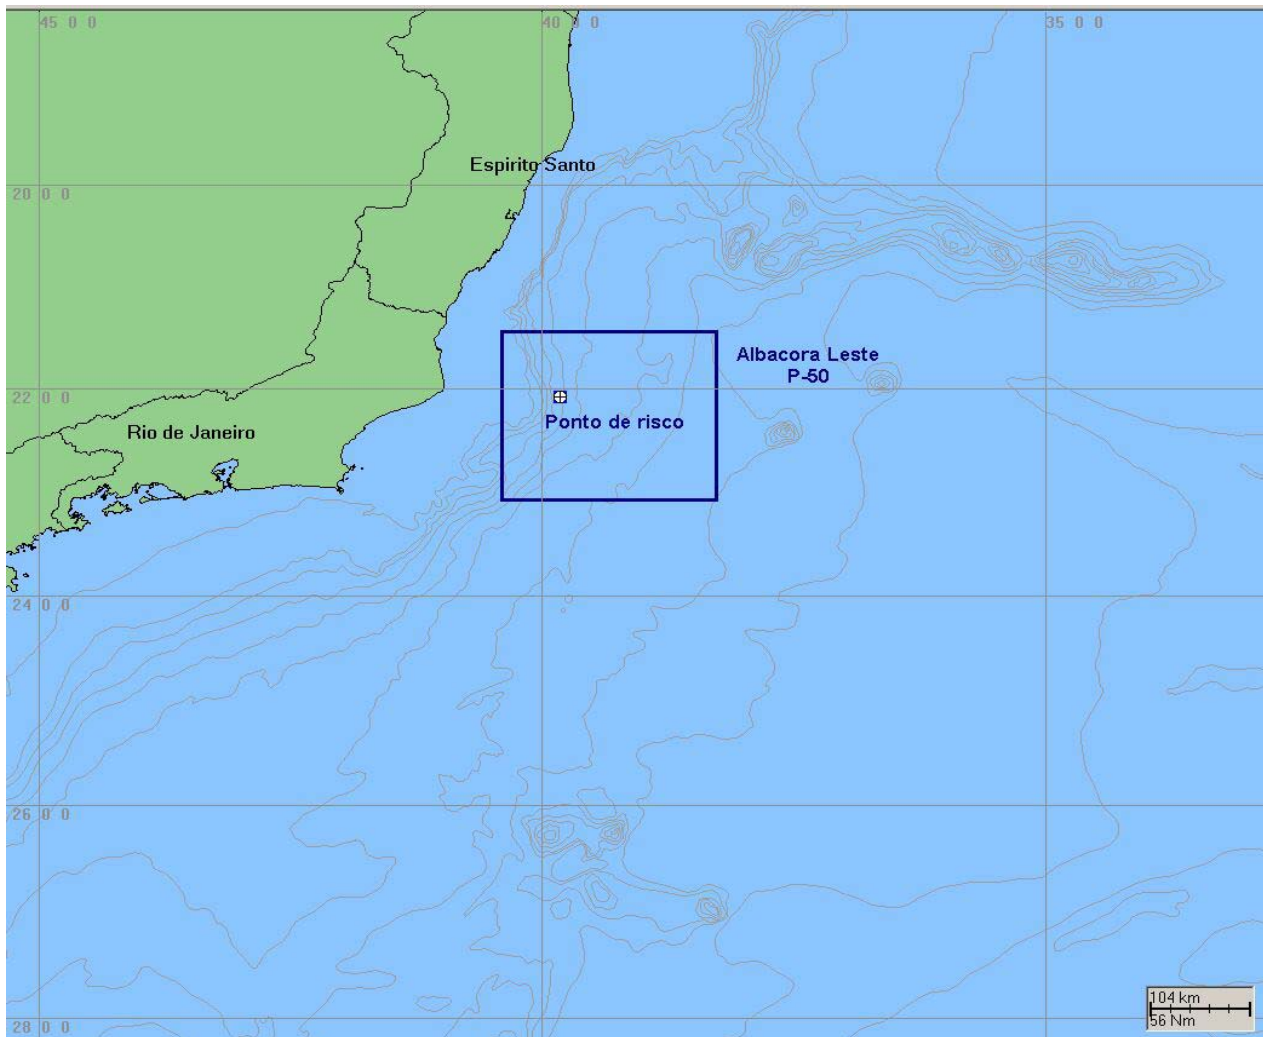 45 0 0
40 0 0
35 0 0
Espirito Santo
20 0 0
Albacora Leste
P-50
22 0 0
Ponto de risco
Rio de Janeiro
24 0 0
26 0 0
104 km
56 Nm
28 0 0